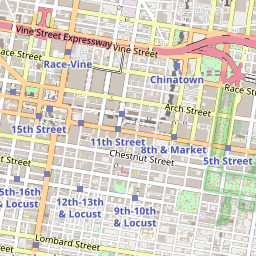 Vine Street Expressway
Vine Street
Race Street
Race-Vine
Chinatown
Race Street
Arch Street
15th Street
11th Street
8th & Market
5th Street
Chestnut Street
15th-16th
& Locust
12th-13th
& Locust
9th-10th
& Locust
Lombard Street